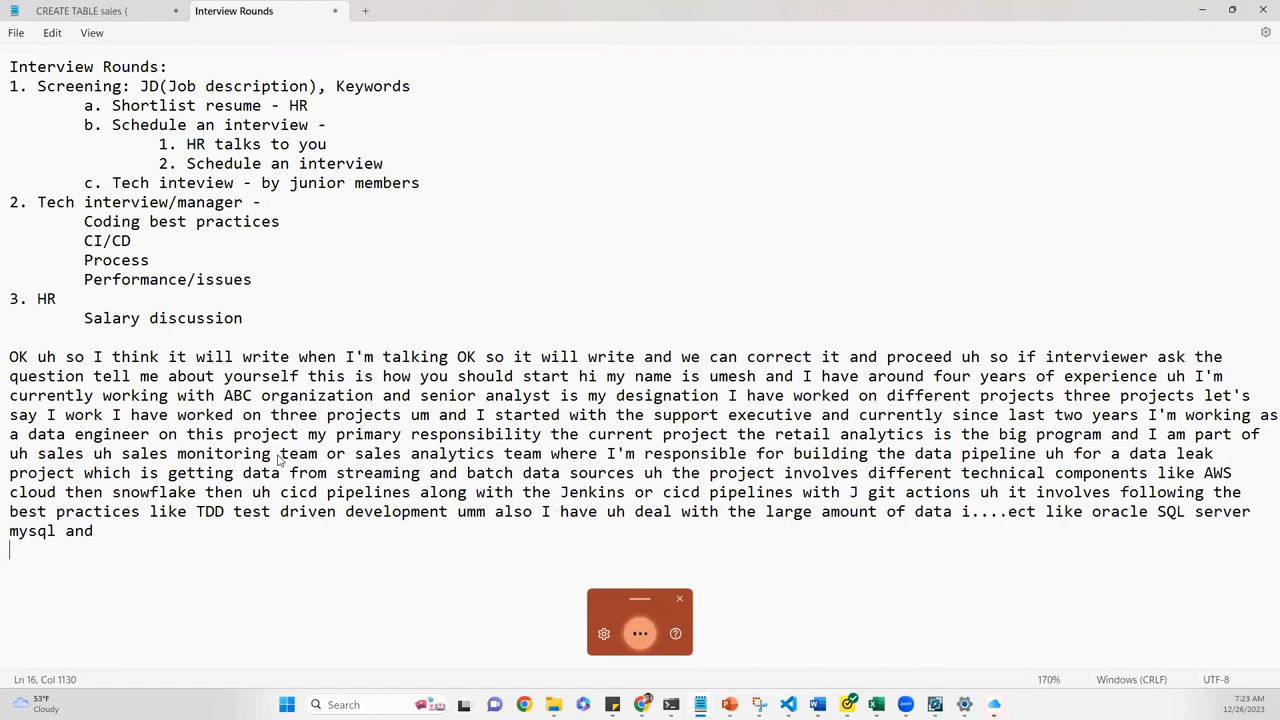 CREATE TABLE sales (
Interview Rounds
File Edit View
Interview Rounds:
1. Screening: JD(Job description), Keywords
a. Shortlist resume - HR
b. Schedule an interview -
1. HR talks to you
2. Schedule an interview
c. Tech inteview - by junior members
2. Tech interview/manager -
Coding best practices
CI/CD
Process
Performance/issues
3. HR
Salary discussion
OK uh so I think it will write when I'm talking OK so it will write and we can correct it and proceed uh so if interviewer ask the
question tell me about yourself this is how you should start hi my name is umesh and I have around four years of experience uh I'm
currently working with ABC organization and senior analyst is my designation I have worked on different projects three projects let's
say I work I have worked on three projects um and I started with the support executive and currently since last two years I'm working as
a data engineer on this project my primary responsibility the current project the retail analytics is the big program and I am part of
uh sales uh sales monitoring team or sales analytics team where I'm responsible for building the data pipeline uh for a data leak
project which is getting data from streaming and batch data sources uh the project involves different technical components like AWS
cloud then snowflake then uh cicd pipelines along with the Jenkins or cicd pipelines with J git actions uh it involves following the
best practices like TDD test driven development umm also I have uh deal with the large amount of data i....ect like oracle SQL server
mysql and
Ln 16, Col 1130
170%
Windows (CRLF)
UTF-8
53°F
Cloudy
Search
7:23 AM
12/26/2023